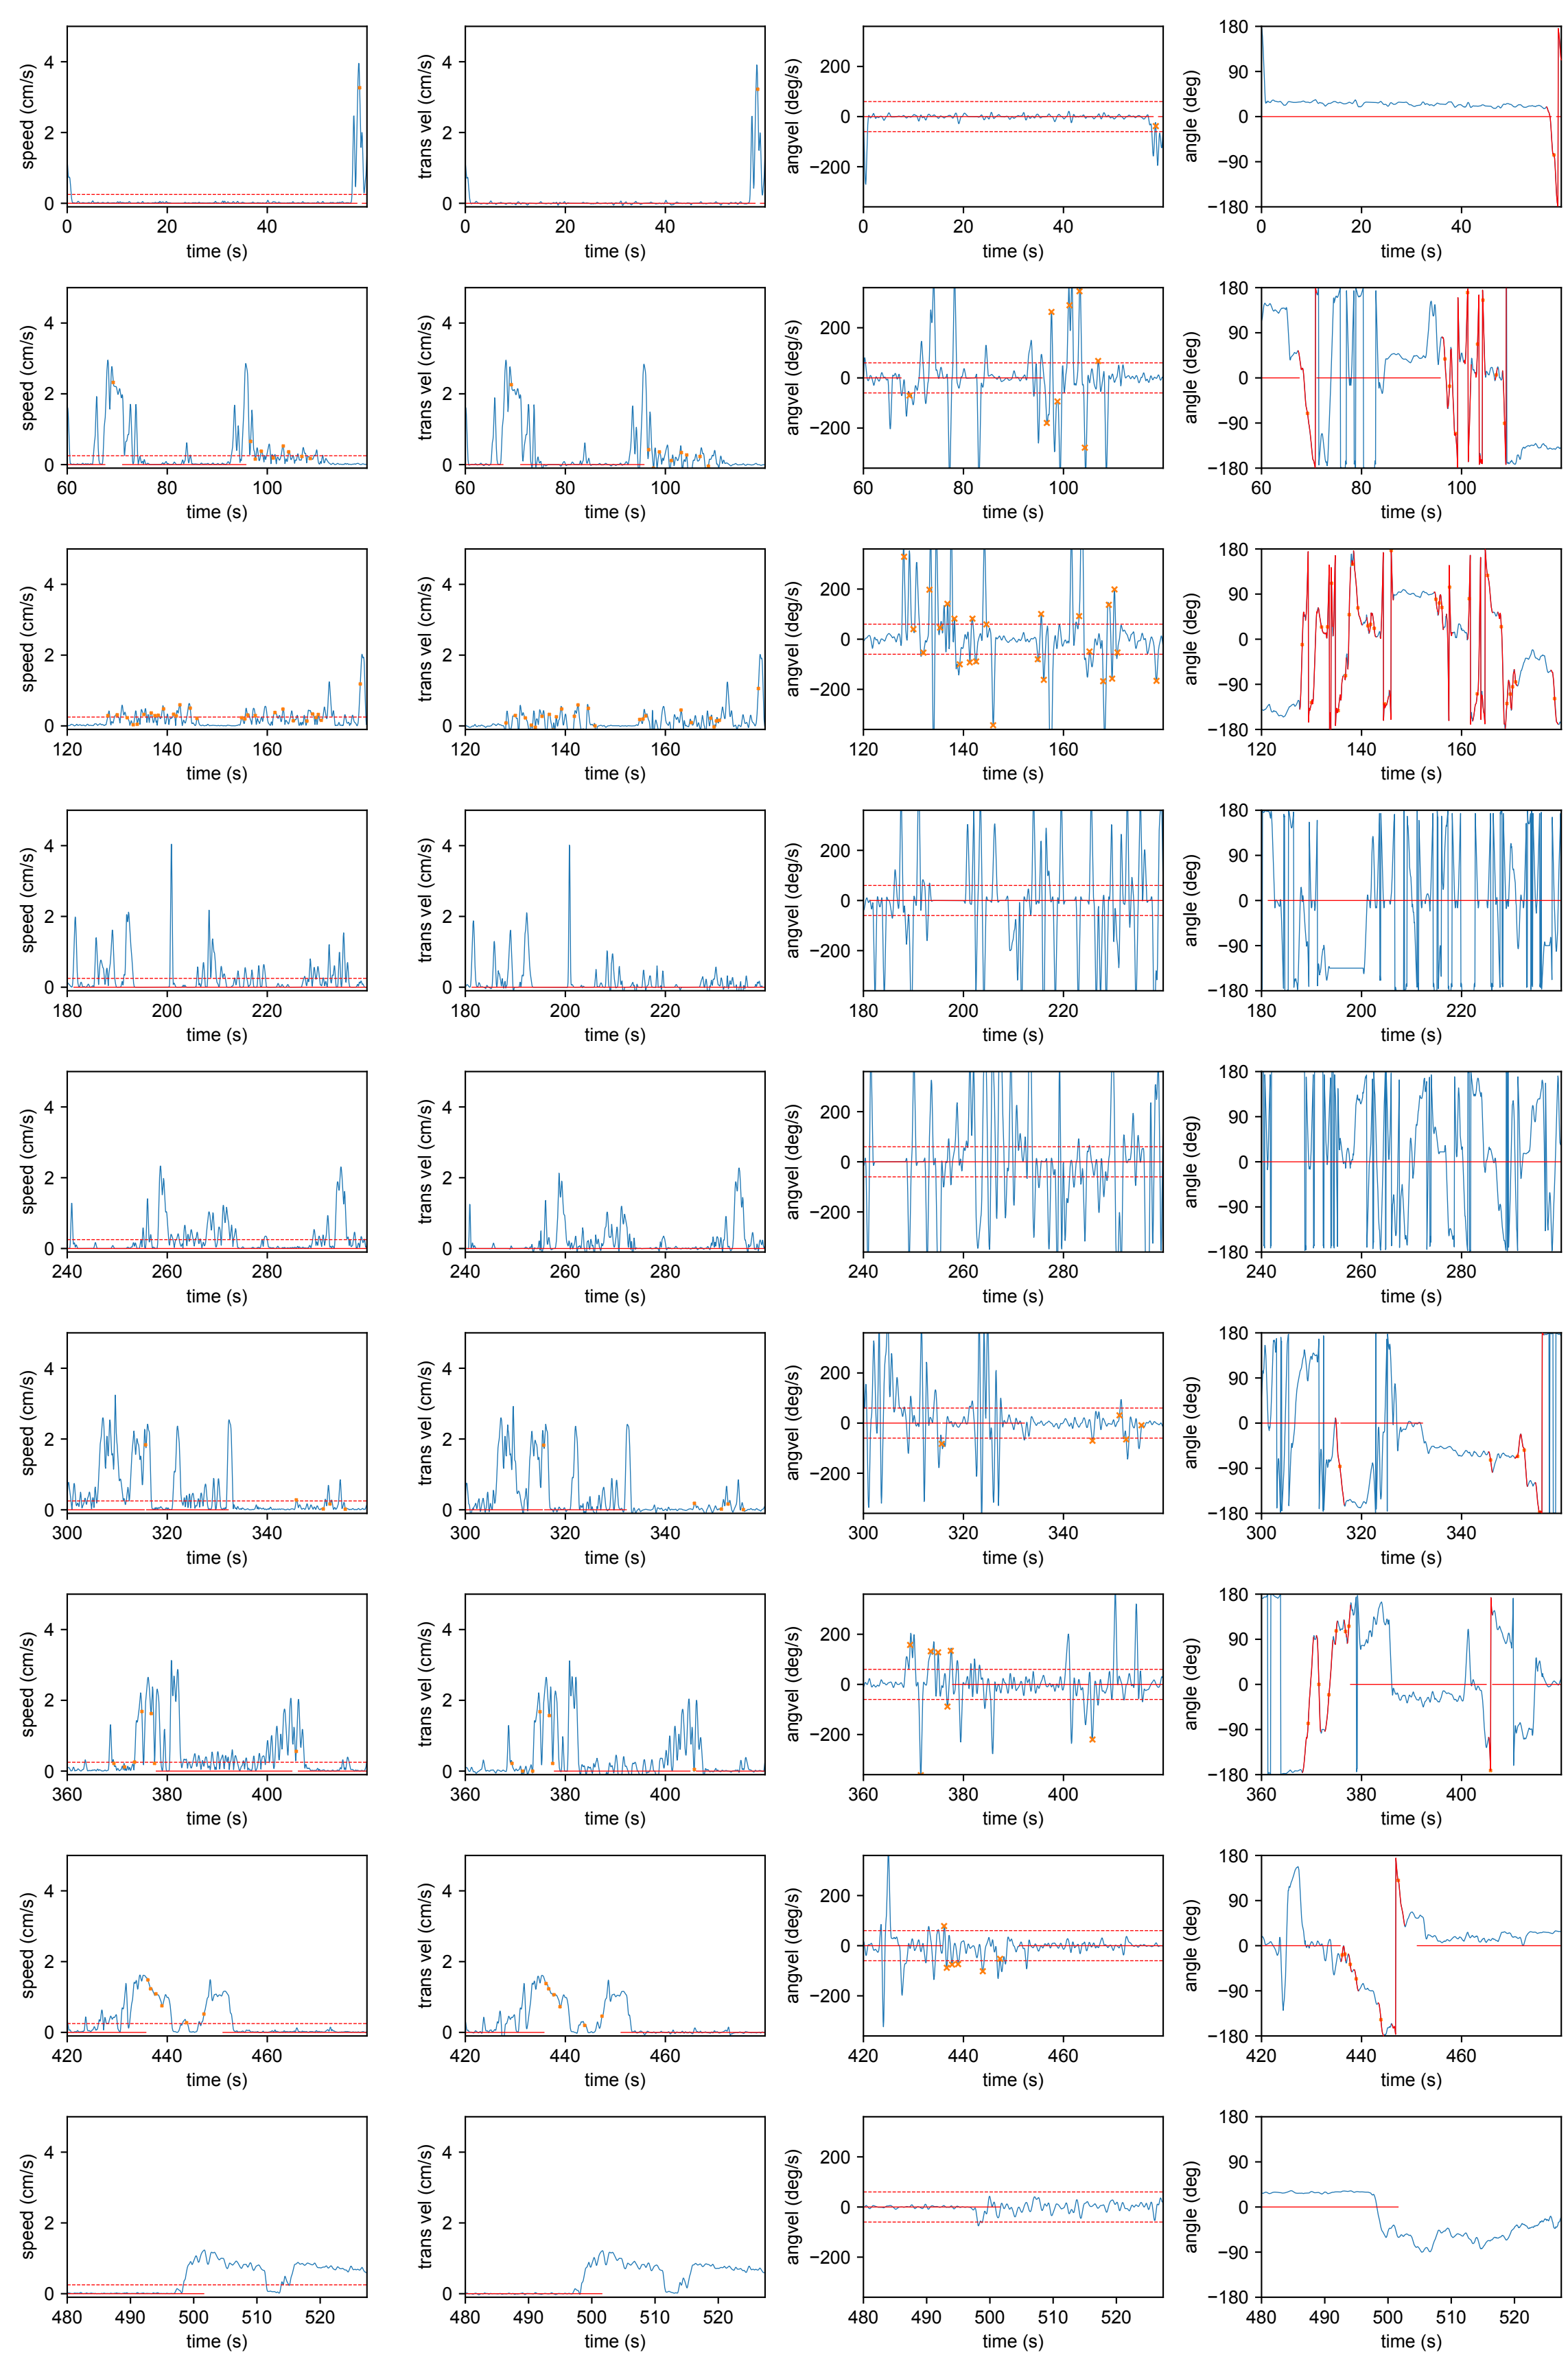 speed (cm/s) 0 2 4
0 20 40
time (s)
trans vel (cm/s) 0 2 4
0 20 40
time (s)
angvel (deg/s) −200 0 200
0 20 40
time (s)
angle (deg) −180 −90 0 90 180
0 20 40
time (s)
speed (cm/s) 0 2 4
60 80 100
time (s)
trans vel (cm/s) 0 2 4
60 80 100
time (s)
angvel (deg/s) −200 0 200
60 80 100
time (s)
angle (deg) −180 −90 0 90 180
60 80 100
time (s)
speed (cm/s) 0 2 4
120 140 160
time (s)
trans vel (cm/s) 0 2 4
120 140 160
time (s)
angvel (deg/s) −200 0 200
120 140 160
time (s)
angle (deg) −180 −90 0 90 180
120 140 160
time (s)
speed (cm/s) 0 2 4
180 200 220
time (s)
trans vel (cm/s) 0 2 4
180 200 220
time (s)
angvel (deg/s) −200 0 200
180 200 220
time (s)
angle (deg) −180 −90 0 90 180
180 200 220
time (s)
speed (cm/s) 0 2 4
240 260 280
time (s)
trans vel (cm/s) 0 2 4
240 260 280
time (s)
angvel (deg/s) −200 0 200
240 260 280
time (s)
angle (deg) −180 −90 0 90 180
240 260 280
time (s)
speed (cm/s) 0 2 4
300 320 340
time (s)
trans vel (cm/s) 0 2 4
300 320 340
time (s)
angvel (deg/s) −200 0 200
300 320 340
time (s)
angle (deg) −180 −90 0 90 180
300 320 340
time (s)
speed (cm/s) 0 2 4
360 380 400
time (s)
trans vel (cm/s) 0 2 4
360 380 400
time (s)
angvel (deg/s) −200 0 200
360 380 400
time (s)
angle (deg) −180 −90 0 90 180
360 380 400
time (s)
speed (cm/s) 0 2 4
420 440 460
time (s)
trans vel (cm/s) 0 2 4
420 440 460
time (s)
angvel (deg/s) −200 0 200
420 440 460
time (s)
angle (deg) −180 −90 0 90 180
420 440 460
time (s)
speed (cm/s) 0 2 4
480 490 500 510 520
time (s)
trans vel (cm/s) 0 2 4
480 490 500 510 520
time (s)
angvel (deg/s) −200 0 200
480 490 500 510 520
time (s)
angle (deg) −180 −90 0 90 180
480 490 500 510 520
time (s)